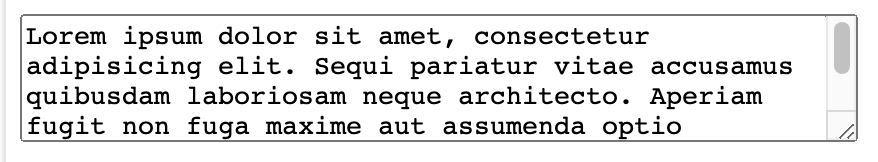 Lorem ipsum dolor sit amet, consectetur
adipisicing elit. Sequi pariatur vitae accusamus
quibusdam laboriosam neque architecto. Aperiam
fugit non fuga maxime aut assumenda optio